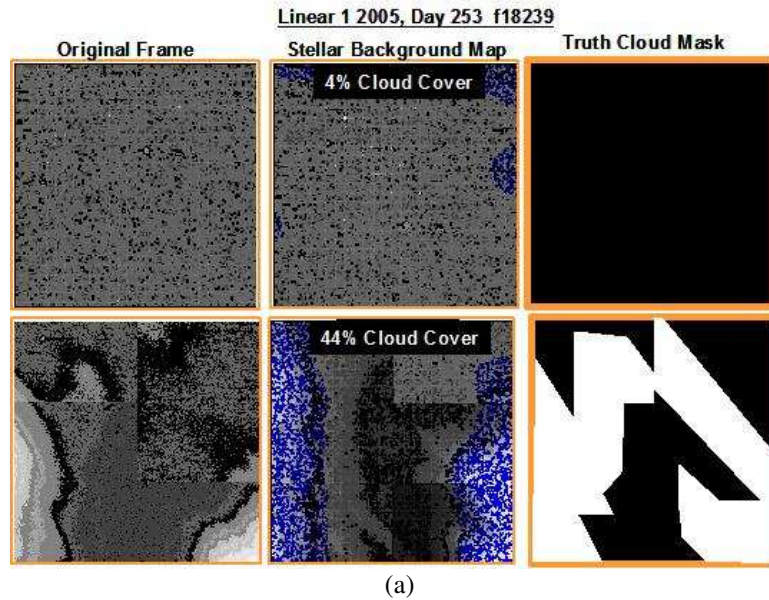 Linear 1 2005, Day 253 f18239
Original Frame
Stellar Background Map
Truth Cloud Mask
4% Cloud Cover
44% Cloud Cover
(a)